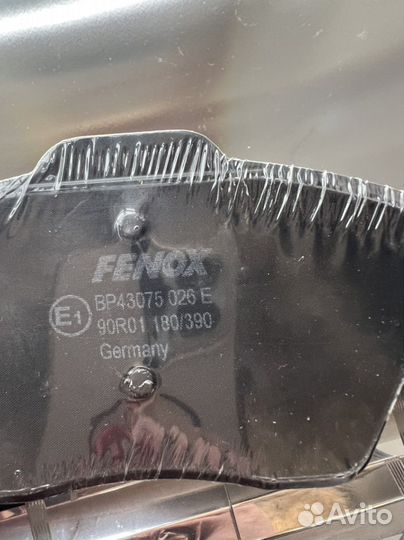 FENOX
BP43075 026 E
E1
90R01 180/390
Germany
Avito